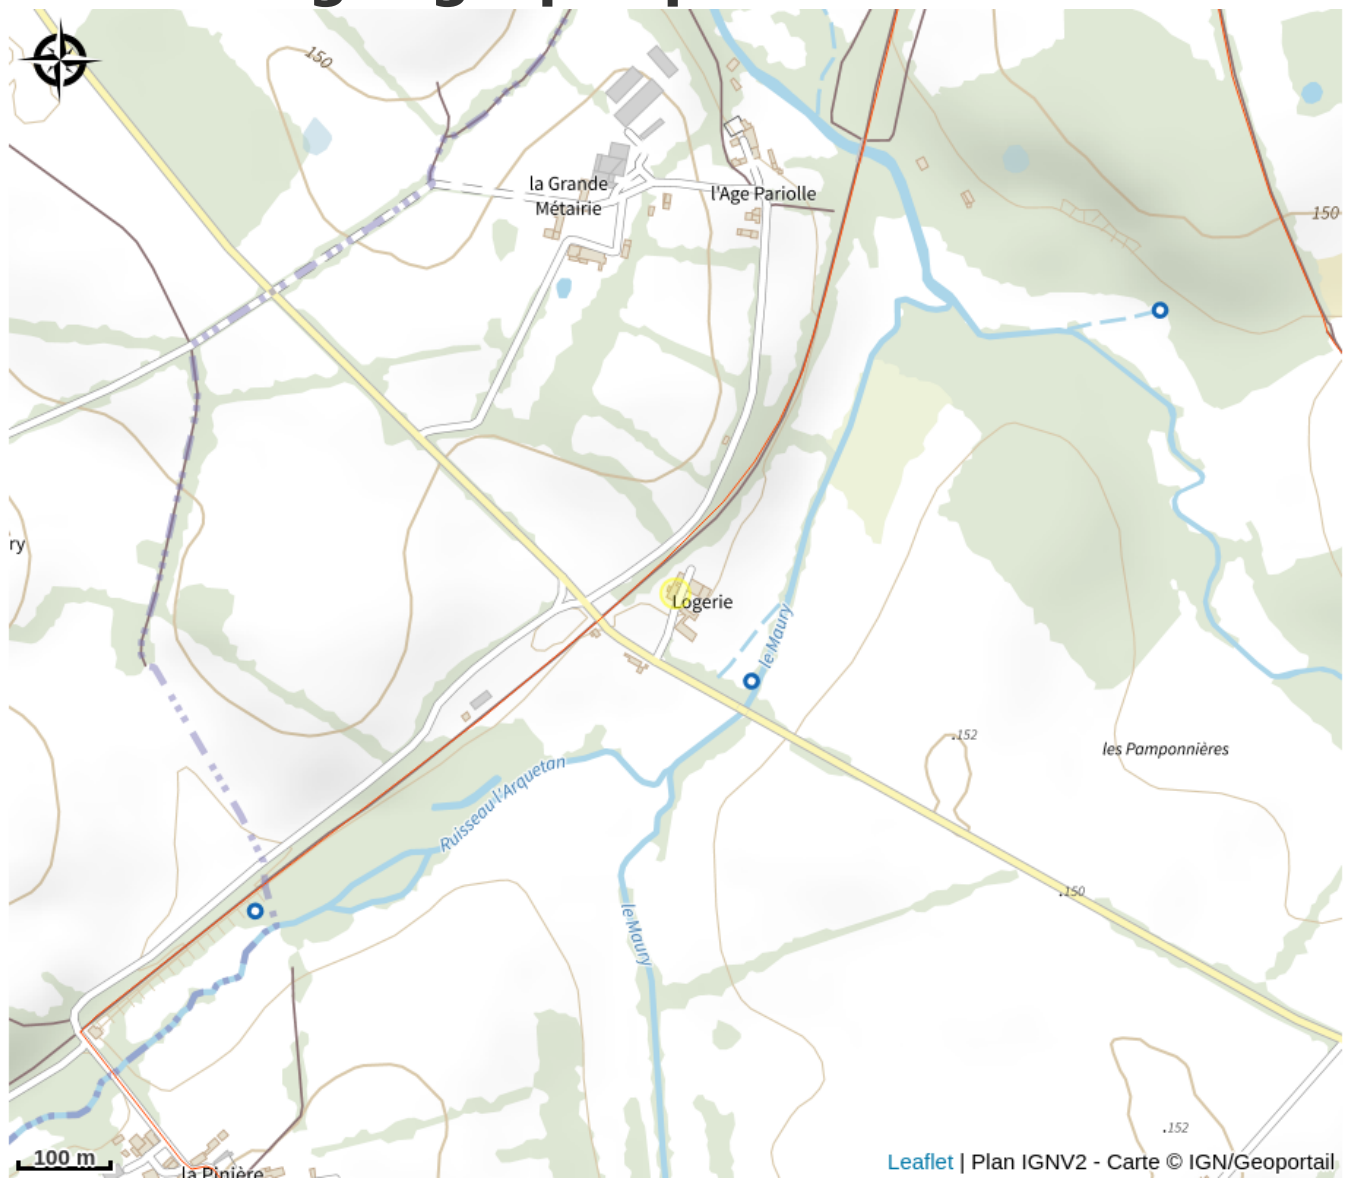 150
la Grande
Métairie
l'Age Pariolle
150
ry
Logerie
le Maury
.152
les Pamponnières
Ruisseau l'Arquetan
.150
le Maury
.152
100 m
la Pinière
Leaflet | Plan IGNV2 - Carte © IGN/Geoportail